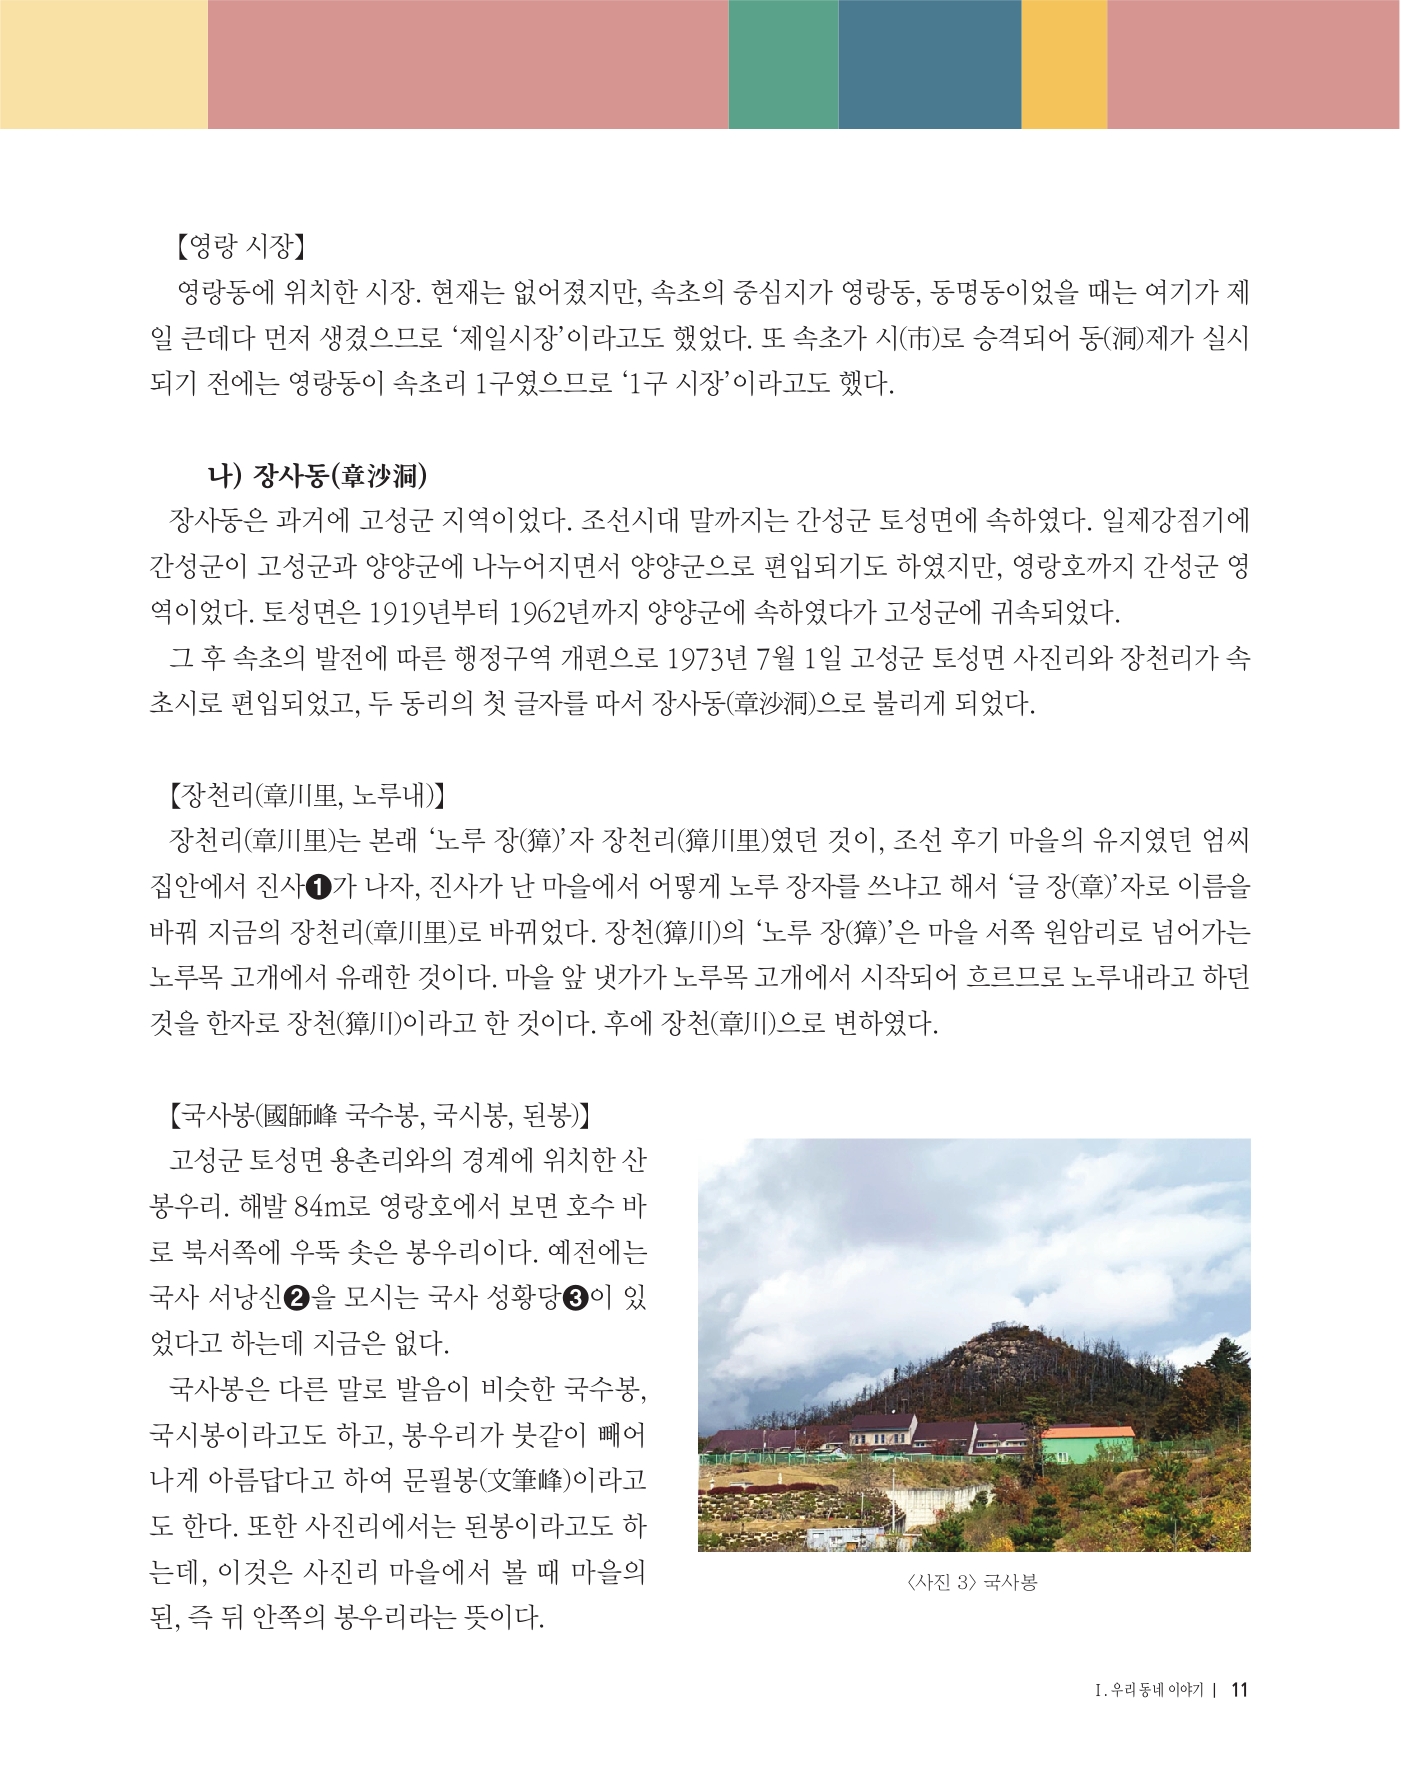 【영랑 시장】
영랑동에 위치한 시장. 현재는 없어졌지만, 속초의 중심지가 영랑동, 동명동이었을 때는 여기가 제
일 큰데다 먼저 생겼으므로 ‘제일시장’이라고도 했었다. 또 속초가 시(市)로 승격되어 동(洞)제가 실시
되기 전에는 영랑동이 속초리 1구였으므로 ‘1구 시장’이라고도 했다.
나) 장사동(章沙洞)
장사동은 과거에 고성군 지역이었다. 조선시대 말까지는 간성군 토성면에 속하였다. 일제강점기에
간성군이 고성군과 양양군에 나누어지면서 양양군으로 편입되기도 하였지만, 영랑호까지 간성군 영
역이었다. 토성면은 1919년부터 1962년까지 양양군에 속하였다가 고성군에 귀속되었다.
그 후 속초의 발전에 따른 행정구역 개편으로 1973년 7월 1일 고성군 토성면 사진리와 장천리가 속
초시로 편입되었고, 두 동리의 첫 글자를 따서 장사동(章沙洞)으로 불리게 되었다.
【장천리(章川里, 노루내)】
장천리(章川里)는 본래 ‘노루 장(獐)’자 장천리(獐川里)였던 것이, 조선 후기 마을의 유지였던 엄씨
집안에서 진사❶가 나자, 진사가 난 마을에서 어떻게 노루 장자를 쓰냐고 해서 ‘글 장(章)’자로 이름을
바꿔 지금의 장천리(章川里)로 바뀌었다. 장천(獐川)의 ‘노루 장(獐)’은 마을 서쪽 원암리로 넘어가는
노루목 고개에서 유래한 것이다. 마을 앞 냇가가 노루목 고개에서 시작되어 흐르므로 노루내라고 하던
것을 한자로 장천(獐川)이라고 한 것이다. 후에 장천(章川)으로 변하였다.
【국사봉(國師峰 국수봉, 국시봉, 된봉)】
고성군 토성면 용촌리와의 경계에 위치한 산
봉우리. 해발 84m로 영랑호에서 보면 호수 바
로 북서쪽에 우뚝 솟은 봉우리이다. 예전에는
국사 서낭신❷을 모시는 국사 성황당❸이 있
었다고 하는데 지금은 없다.
국사봉은 다른 말로 발음이 비슷한 국수봉,
국시봉이라고도 하고, 봉우리가 붓같이 빼어
나게 아름답다고 하여 문필봉(文筆峰)이라고
도 한다. 또한 사진리에서는 된봉이라고도 하
는데, 이것은 사진리 마을에서 볼 때 마을의
된, 즉 뒤 안쪽의 봉우리라는 뜻이다.
〈사진 3〉 국사봉
Ⅰ. 우리 동네 이야기 | 11